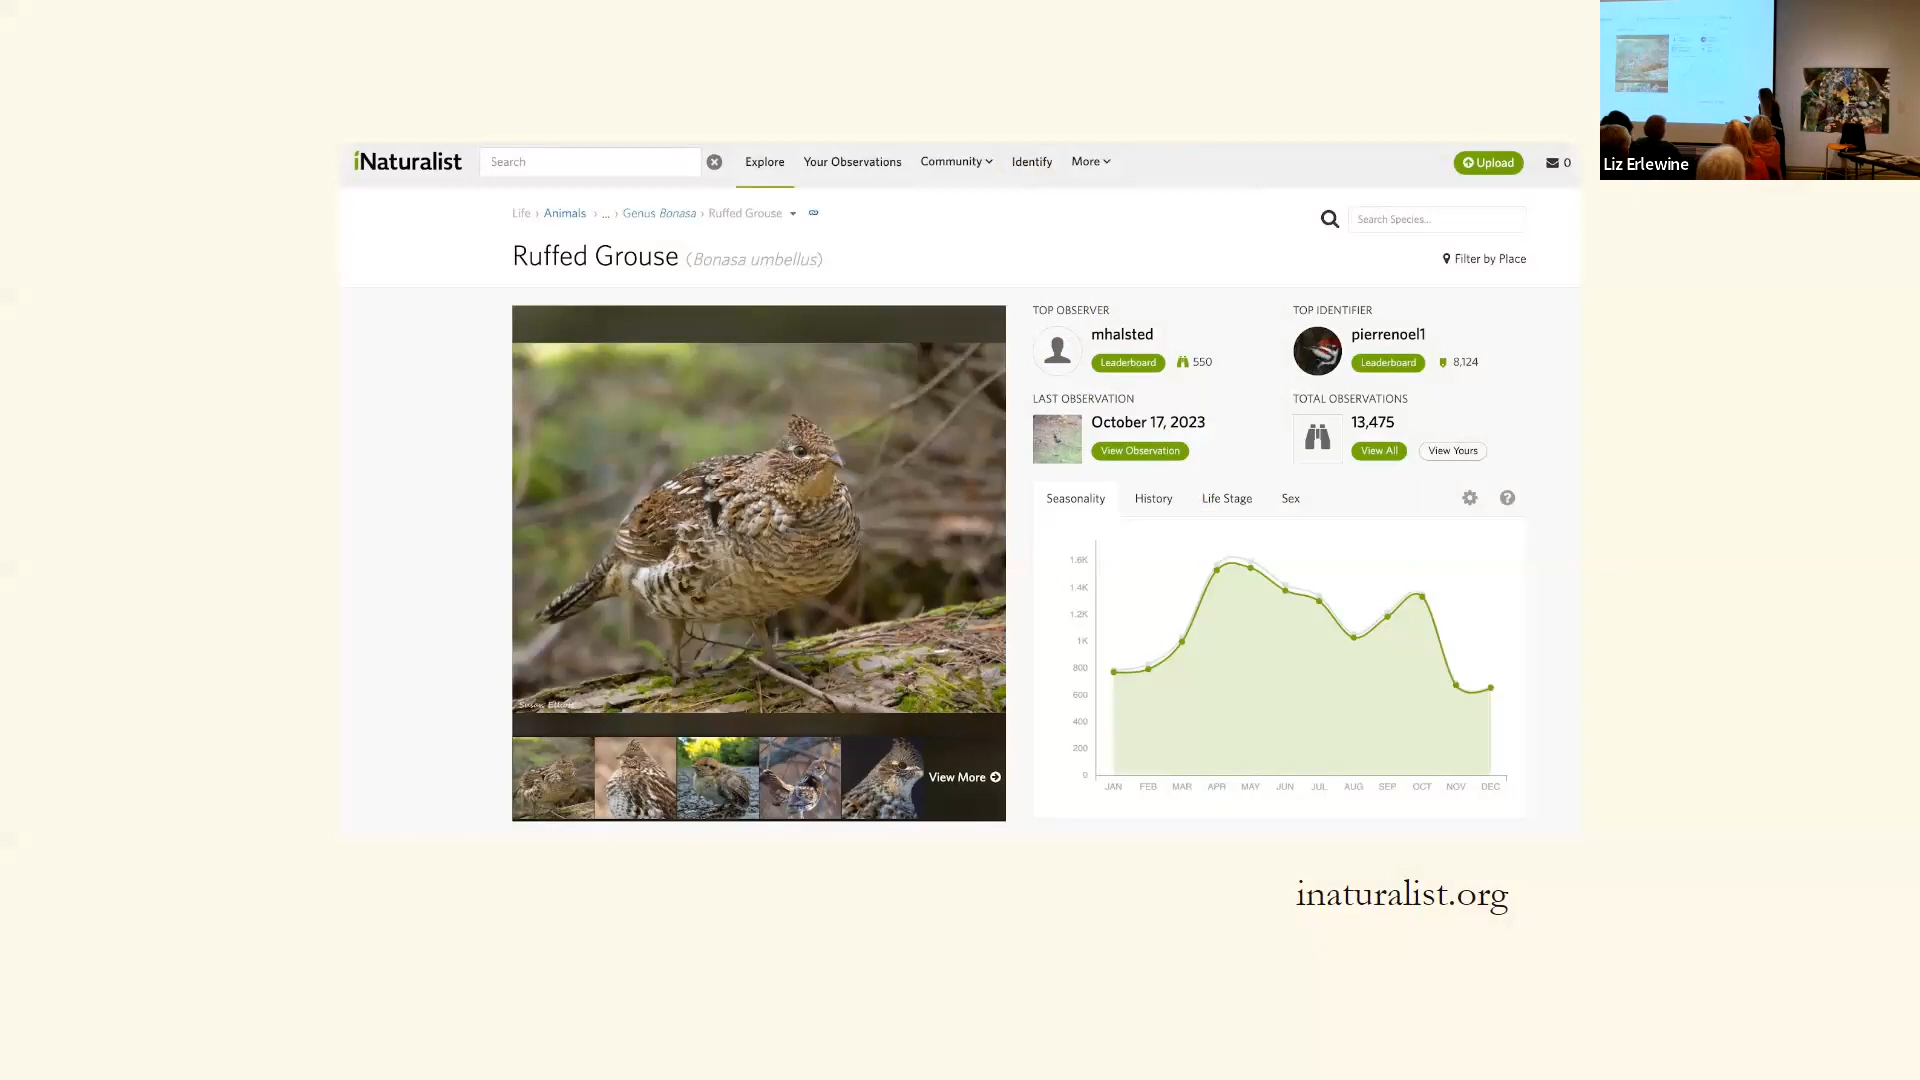 iNaturalist Search Explore Your Observations Community Identify More Upload 0
Liz Erlewine
Life › Animals › ... › Genus Bonasa › Ruffed Grouse
Search Species...
Ruffed Grouse (Bonasa umbellus)
Filter by Place
TOP OBSERVER
mhalsted
Leaderboard 550
TOP IDENTIFIER
pierrenoel1
Leaderboard 8,124
LAST OBSERVATION
October 17, 2023
View Observation
TOTAL OBSERVATIONS
13,475
View All View Yours
Seasonality History Life Stage Sex
1.6K
1.4K
1.2K
1K
800
600
400
200
0
JAN FEB MAR APR MAY JUN JUL AUG SEP OCT NOV DEC
Susan Elliott
View More
inaturalist.org